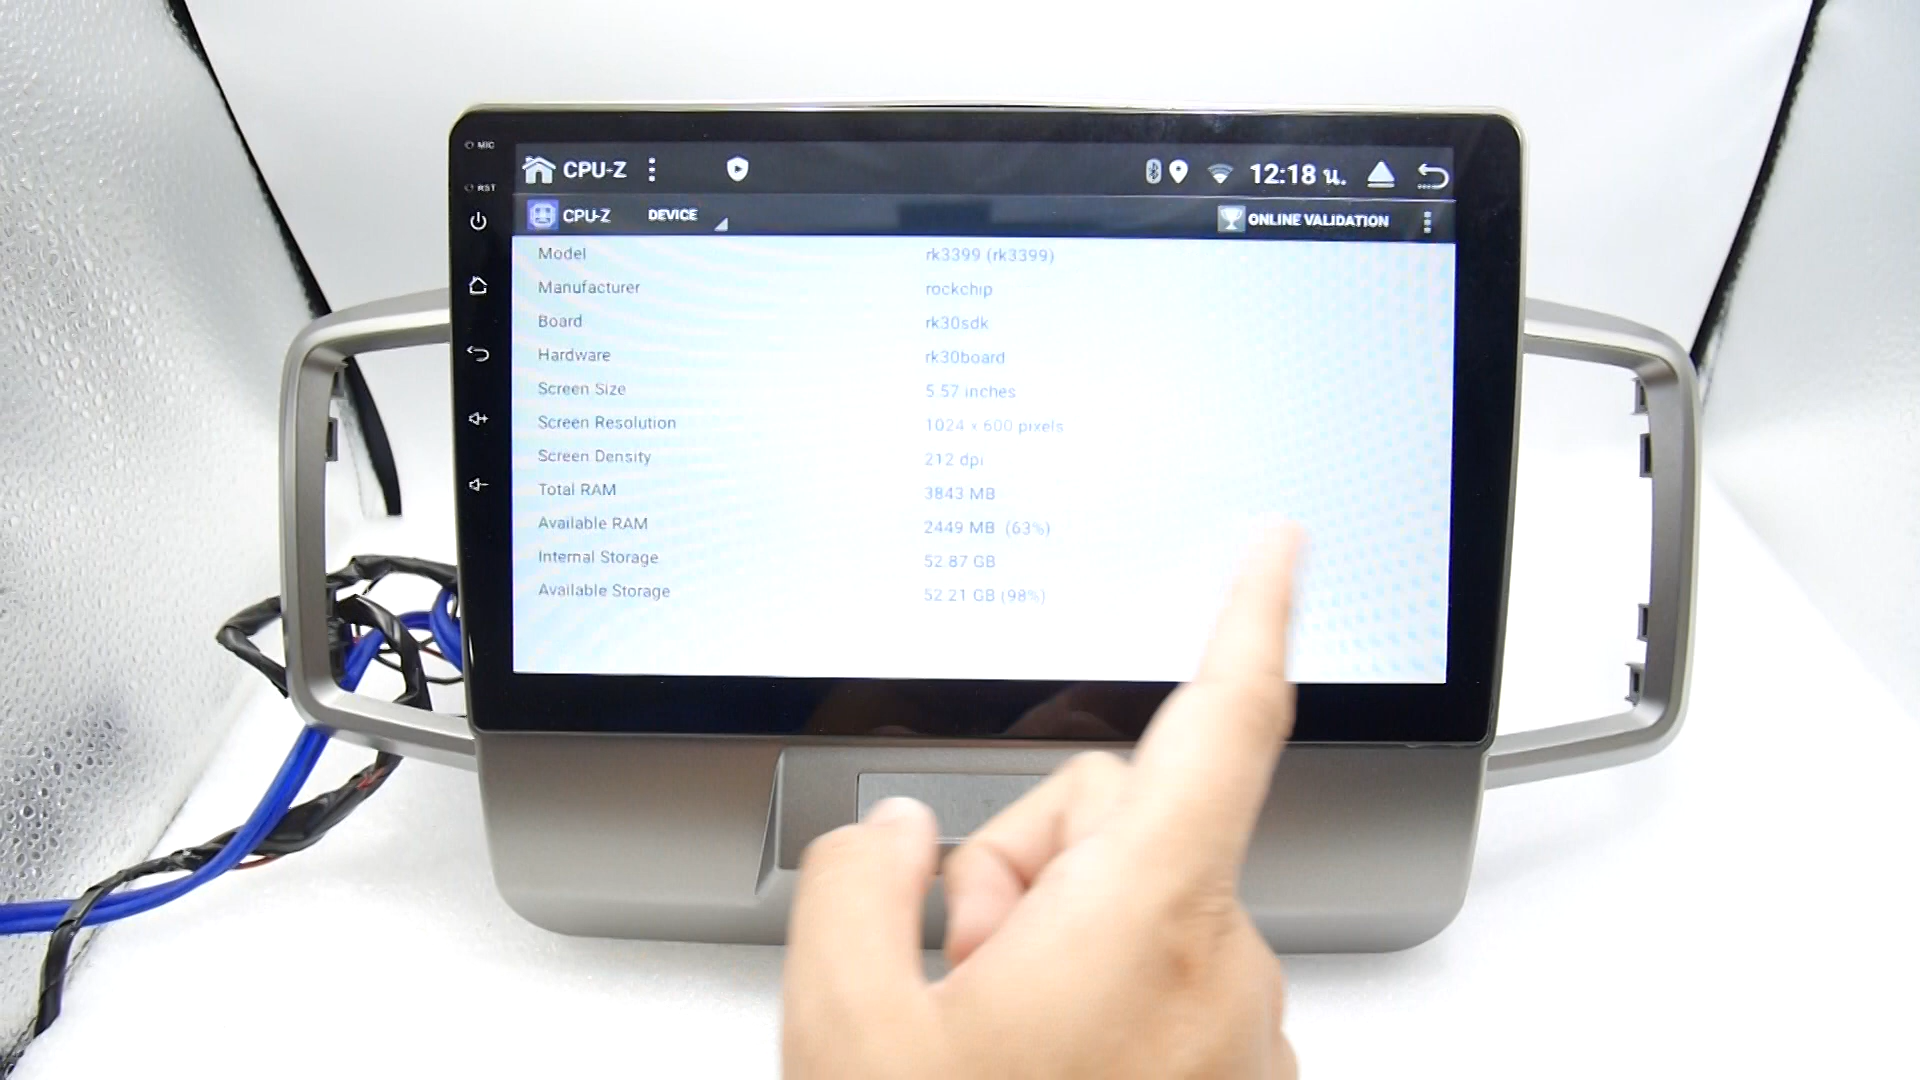 MIC
CPU-Z
12:18 น.
RST
CPU-Z DEVICE ONLINE VALIDATION
Model rk3399 (rk3399)
Manufacturer rockchip
Board rk30sdk
Hardware rk30board
Screen Size 5.57 inches
Screen Resolution 1024 x 600 pixels
Screen Density 212 dpi
Total RAM 3843 MB
Available RAM 2449 MB (63%)
Internal Storage 52.87 GB
Available Storage 52.21 GB (98%)